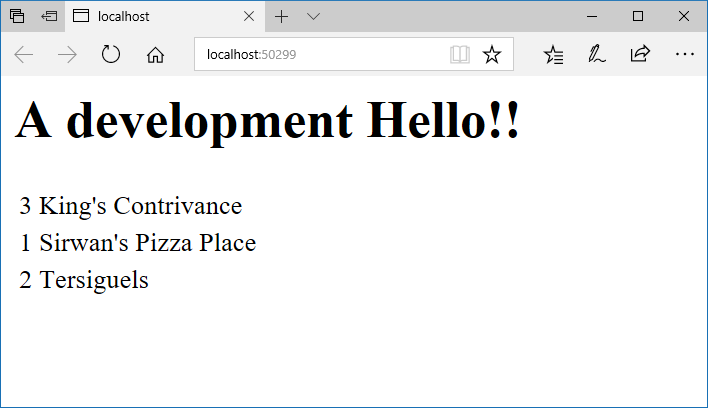 localhost
localhost:50299
A development Hello!!
3 King's Contrivance
1 Sirwan's Pizza Place
2 Tersiguels